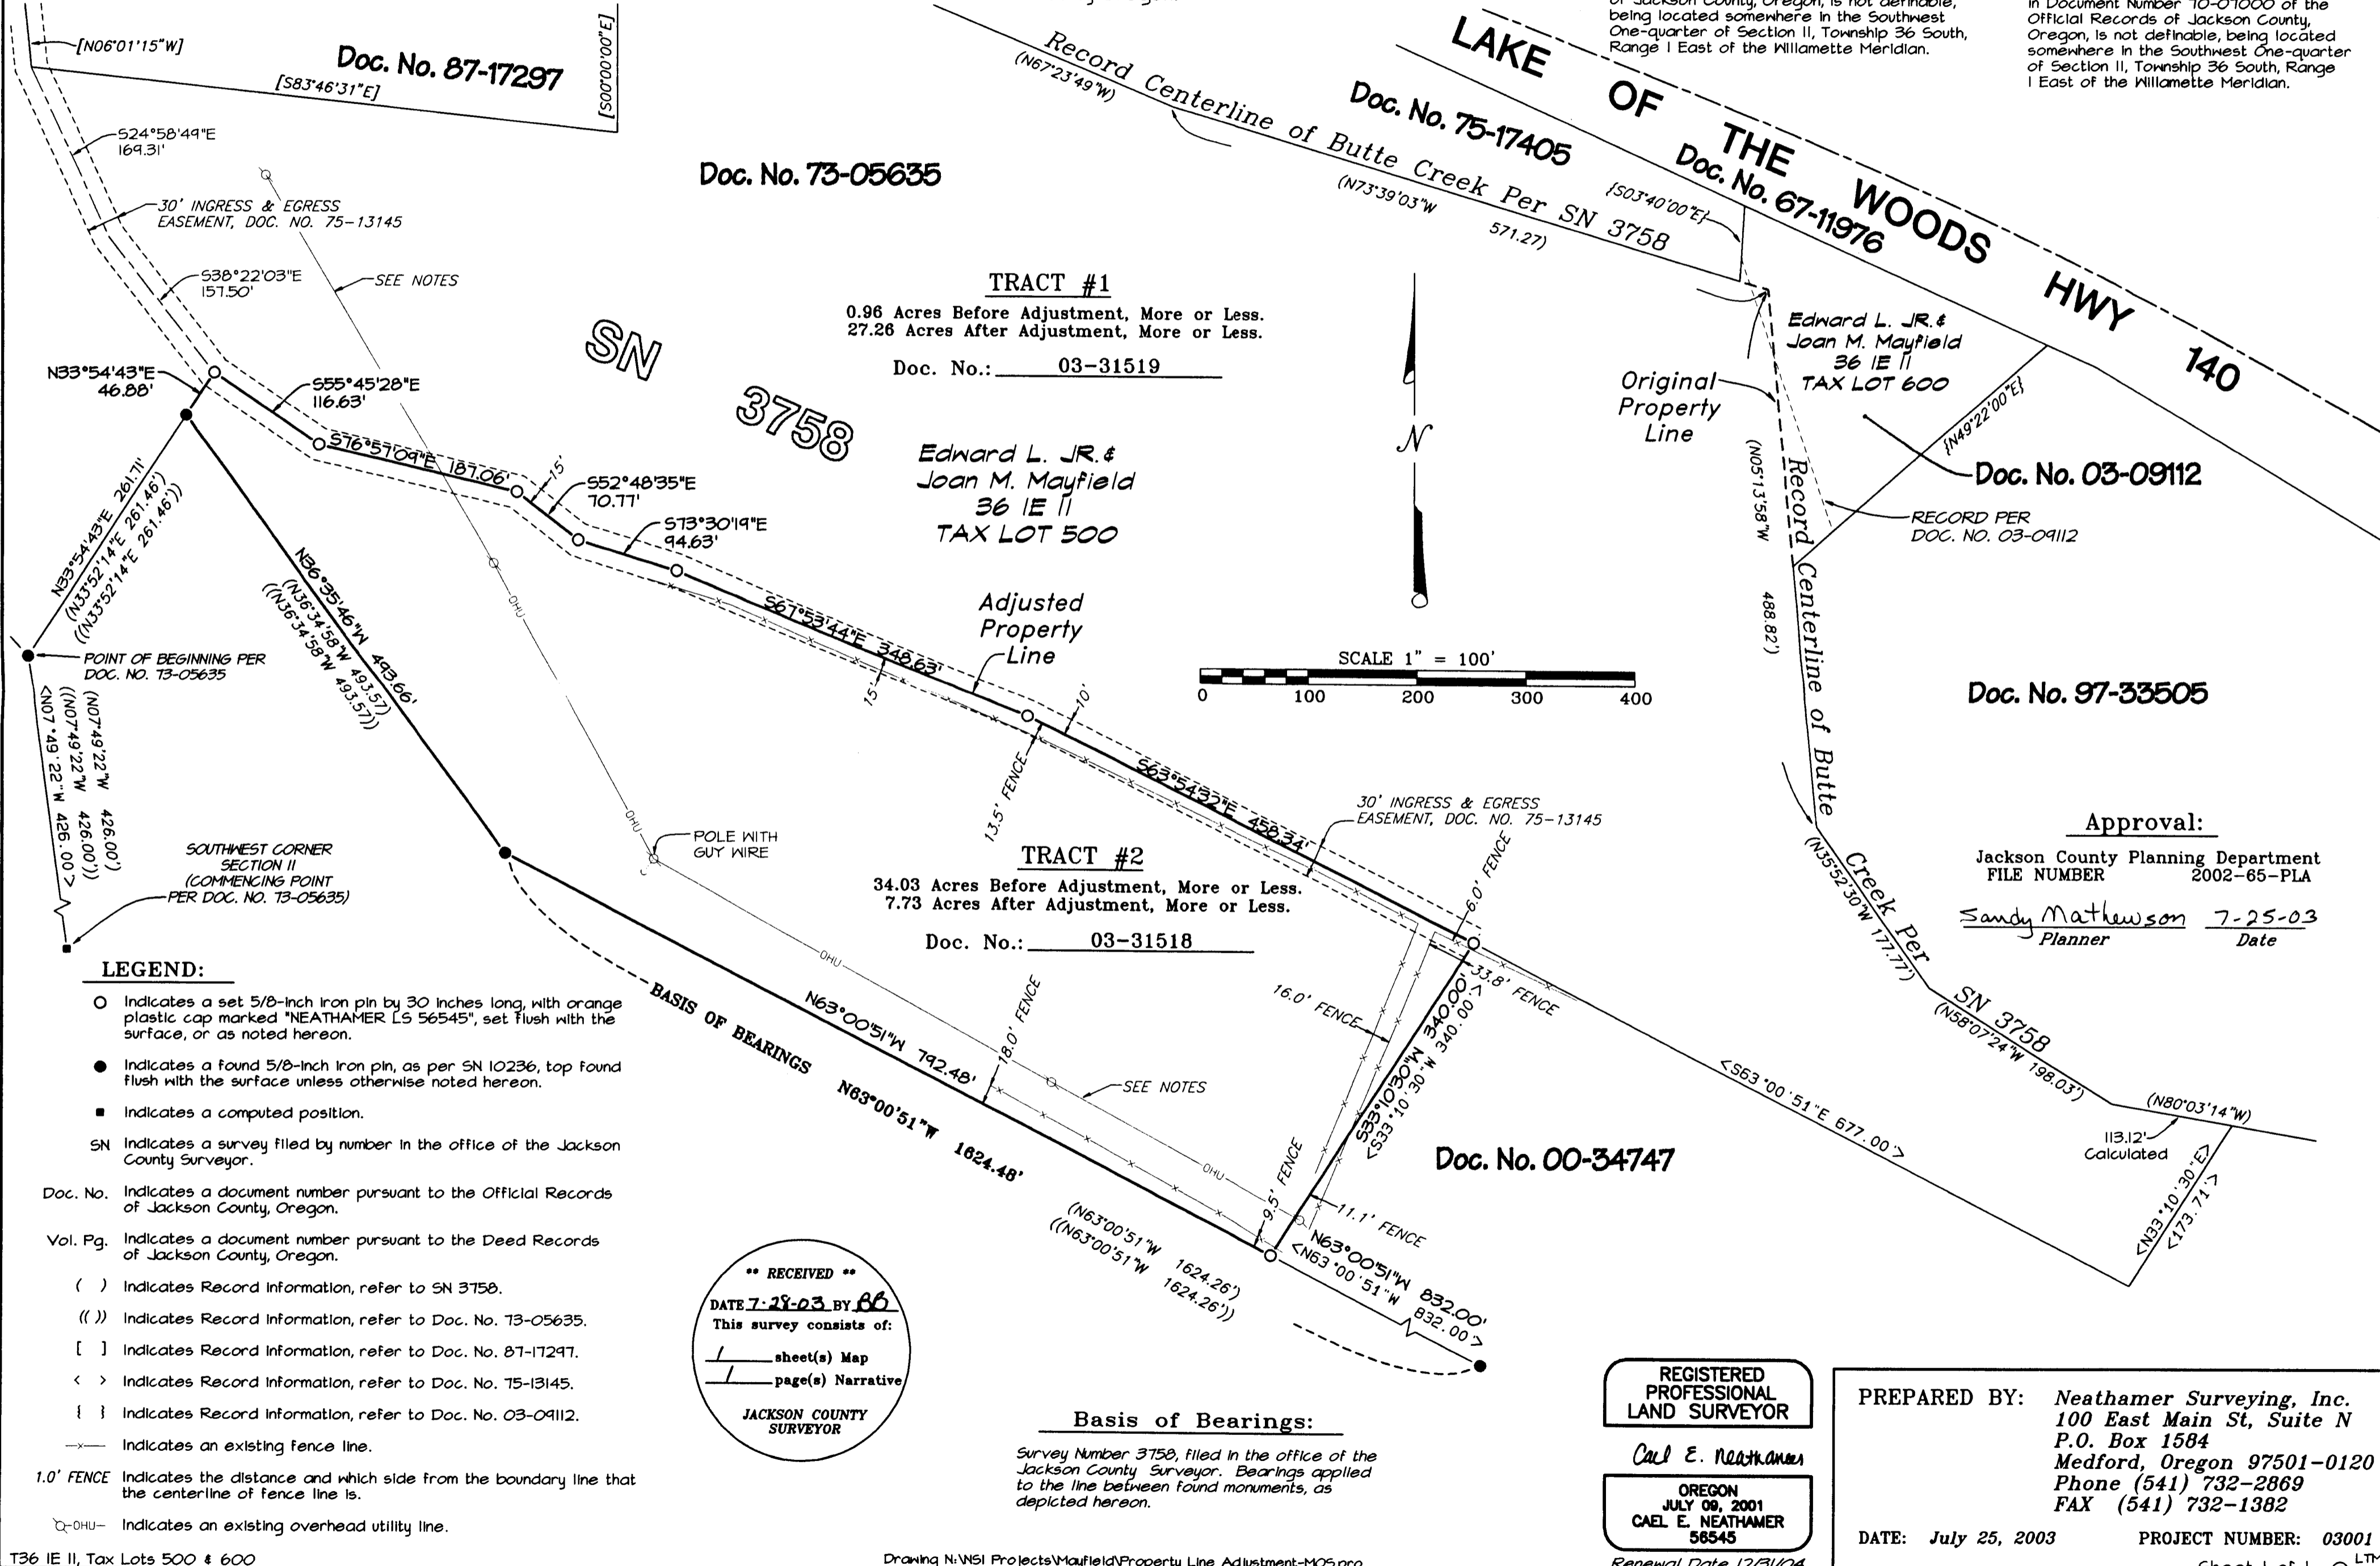 [N06°01'15"W]
Doc. No. 87-17297
[S83°46'31"E]
[S00°00'00"E]
S24°58'49"E
169.31'
30' INGRESS & EGRESS
EASEMENT, DOC. NO. 75-13145
S38°22'03"E
157.50'
SEE NOTES
Doc. No. 73-05635
SN 3758
Record Centerline of Butte Creek Per SN 3758
(N67°23'49"W)
(N73°39'03"W 571.27)
Doc. No. 75-17405
{S03°40'00"E}
Doc. No. 67-11976
LAKE OF THE WOODS HWY 140
of Jackson County, Oregon, is not definable,
being located somewhere in the Southwest
One-quarter of Section 11, Township 36 South,
Range 1 East of the Willamette Meridian.
in Document Number 70-07000 of the
Official Records of Jackson County,
Oregon, is not definable, being located
somewhere in the Southwest One-quarter
of Section 11, Township 36 South, Range
1 East of the Willamette Meridian.
TRACT #1
0.96 Acres Before Adjustment, More or Less.
27.26 Acres After Adjustment, More or Less.
Doc. No.: 03-31519
Edward L. JR. &
Joan M. Mayfield
36 1E 11
TAX LOT 500
N
Edward L. JR. &
Joan M. Mayfield
36 1E 11
TAX LOT 600
Original
Property
Line
{N49°22'00"E}
Doc. No. 03-09112
RECORD PER
DOC. NO. 03-09112
(N05°13'58"W 488.82')
Record Centerline of Butte Creek Per SN 3758
Doc. No. 97-33505
(N35°52'30"W 177.77')
(N58°07'24"W 198.03')
(N80°03'14"W)
113.12'
Calculated
<N33°10'30"E>
<173.71'>
<S63°00'51"E 677.00'>
N33°54'43"E
46.88'
S55°45'28"E
116.63'
S76°57'09"E 187.06'
15'
S52°48'35"E
70.77'
S73°30'19"E
94.63'
S67°53'44"E 348.63'
15'
Adjusted
Property
Line
10'
13.5' FENCE
S63°54'32"E 458.34'
N33°54'43"E 261.71'
(N33°52'14"E 261.46')
((N33°52'14"E 261.46'))
N36°35'46"W 493.66'
(N36°34'58"W 493.57)
((N36°34'58"W 493.57))
POINT OF BEGINNING PER
DOC. NO. 73-05635
(N07°49'22"W 426.00')
((N07°49'22"W 426.00'))
<N07°49'22"W 426.00>
SOUTHWEST CORNER
SECTION 11
(COMMENCING POINT
PER DOC. NO. 73-05635)
OHU
OHU
POLE WITH
GUY WIRE
SCALE 1" = 100'
0 100 200 300 400
30' INGRESS & EGRESS
EASEMENT, DOC. NO. 75-13145
TRACT #2
34.03 Acres Before Adjustment, More or Less.
7.73 Acres After Adjustment, More or Less.
Doc. No.: 03-31518
6.0' FENCE
33.8' FENCE
16.0' FENCE
S33°10'30"W 340.00'
<S33°10'30"W 340.00'>
OHU
N63°00'51"W 792.48'
18.0' FENCE
SEE NOTES
OHU
BASIS OF BEARINGS N63°00'51"W 1624.48'
(N63°00'51"W 1624.26')
((N63°00'51"W 1624.26'))
9.5' FENCE
11.1' FENCE
N63°00'51"W 832.00'
<N63°00'51"W 832.00'>
Doc. No. 00-34747
Approval:
Jackson County Planning Department
FILE NUMBER 2002-65-PLA
Sandy Mathewson 7-25-03
Planner Date
LEGEND:
Indicates a set 5/8-inch iron pin by 30 inches long, with orange
plastic cap marked "NEATHAMER LS 56545", set flush with the
surface, or as noted hereon.
Indicates a found 5/8-inch iron pin, as per SN 10236, top found
flush with the surface unless otherwise noted hereon.
Indicates a computed position.
SN Indicates a survey filed by number in the office of the Jackson
County Surveyor.
Doc. No. Indicates a document number pursuant to the Official Records
of Jackson County, Oregon.
Vol. Pg. Indicates a document number pursuant to the Deed Records
of Jackson County, Oregon.
( ) Indicates Record Information, refer to SN 3758.
(( )) Indicates Record Information, refer to Doc. No. 73-05635.
[ ] Indicates Record Information, refer to Doc. No. 87-17297.
< > Indicates Record Information, refer to Doc. No. 75-13145.
{ } Indicates Record Information, refer to Doc. No. 03-09112.
—x— Indicates an existing fence line.
1.0' FENCE Indicates the distance and which side from the boundary line that
the centerline of fence line is.
OHU Indicates an existing overhead utility line.
** RECEIVED **
DATE 7-28-03 BY BB
This survey consists of:
1 sheet(s) Map
1 page(s) Narrative
JACKSON COUNTY
SURVEYOR
Basis of Bearings:
Survey Number 3758, filed in the office of the
Jackson County Surveyor. Bearings applied
to the line between found monuments, as
depicted hereon.
REGISTERED
PROFESSIONAL
LAND SURVEYOR
Cael E. Neathamer
OREGON
JULY 09, 2001
CAEL E. NEATHAMER
56545
Renewal Date 12/31/04
PREPARED BY: Neathamer Surveying, Inc.
100 East Main St, Suite N
P.O. Box 1584
Medford, Oregon 97501-0120
Phone (541) 732-2869
FAX (541) 732-1382
DATE: July 25, 2003 PROJECT NUMBER: 03001
Sheet 1 of 1
T36 1E 11, Tax Lots 500 & 600
Drawing N:\NSI Projects\Mayfield\Property Line Adjustment-MOS.pro